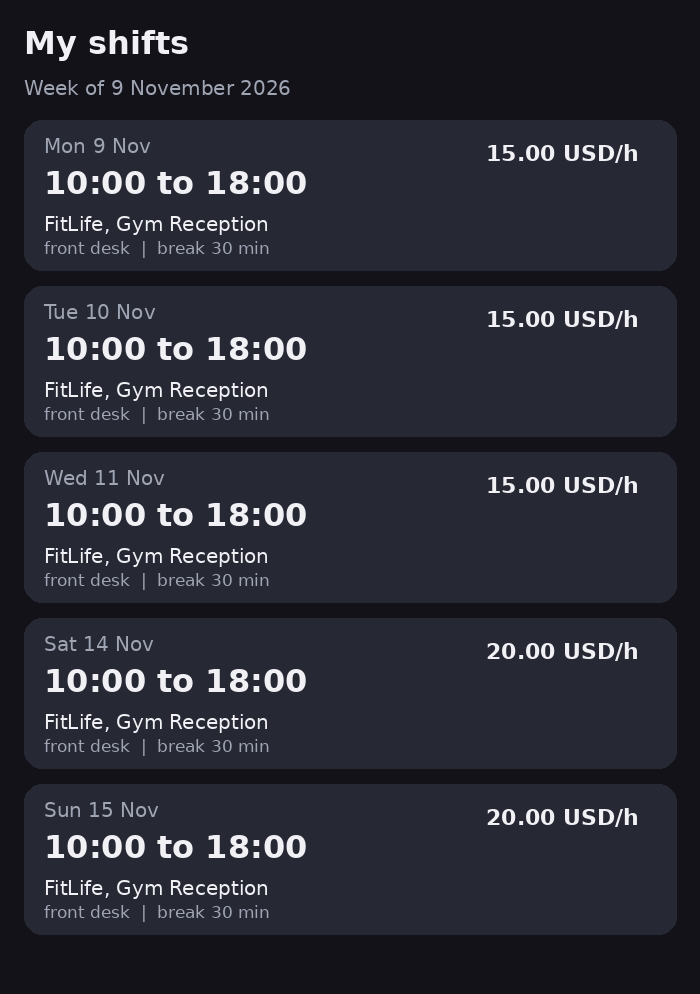 My shifts
Week of 9 November 2026
Mon 9 Nov
15.00 USD/h
10:00 to 18:00
FitLife, Gym Reception
front desk | break 30 min
Tue 10 Nov
15.00 USD/h
10:00 to 18:00
FitLife, Gym Reception
front desk | break 30 min
Wed 11 Nov
15.00 USD/h
10:00 to 18:00
FitLife, Gym Reception
front desk | break 30 min
Sat 14 Nov
20.00 USD/h
10:00 to 18:00
FitLife, Gym Reception
front desk | break 30 min
Sun 15 Nov
20.00 USD/h
10:00 to 18:00
FitLife, Gym Reception
front desk | break 30 min